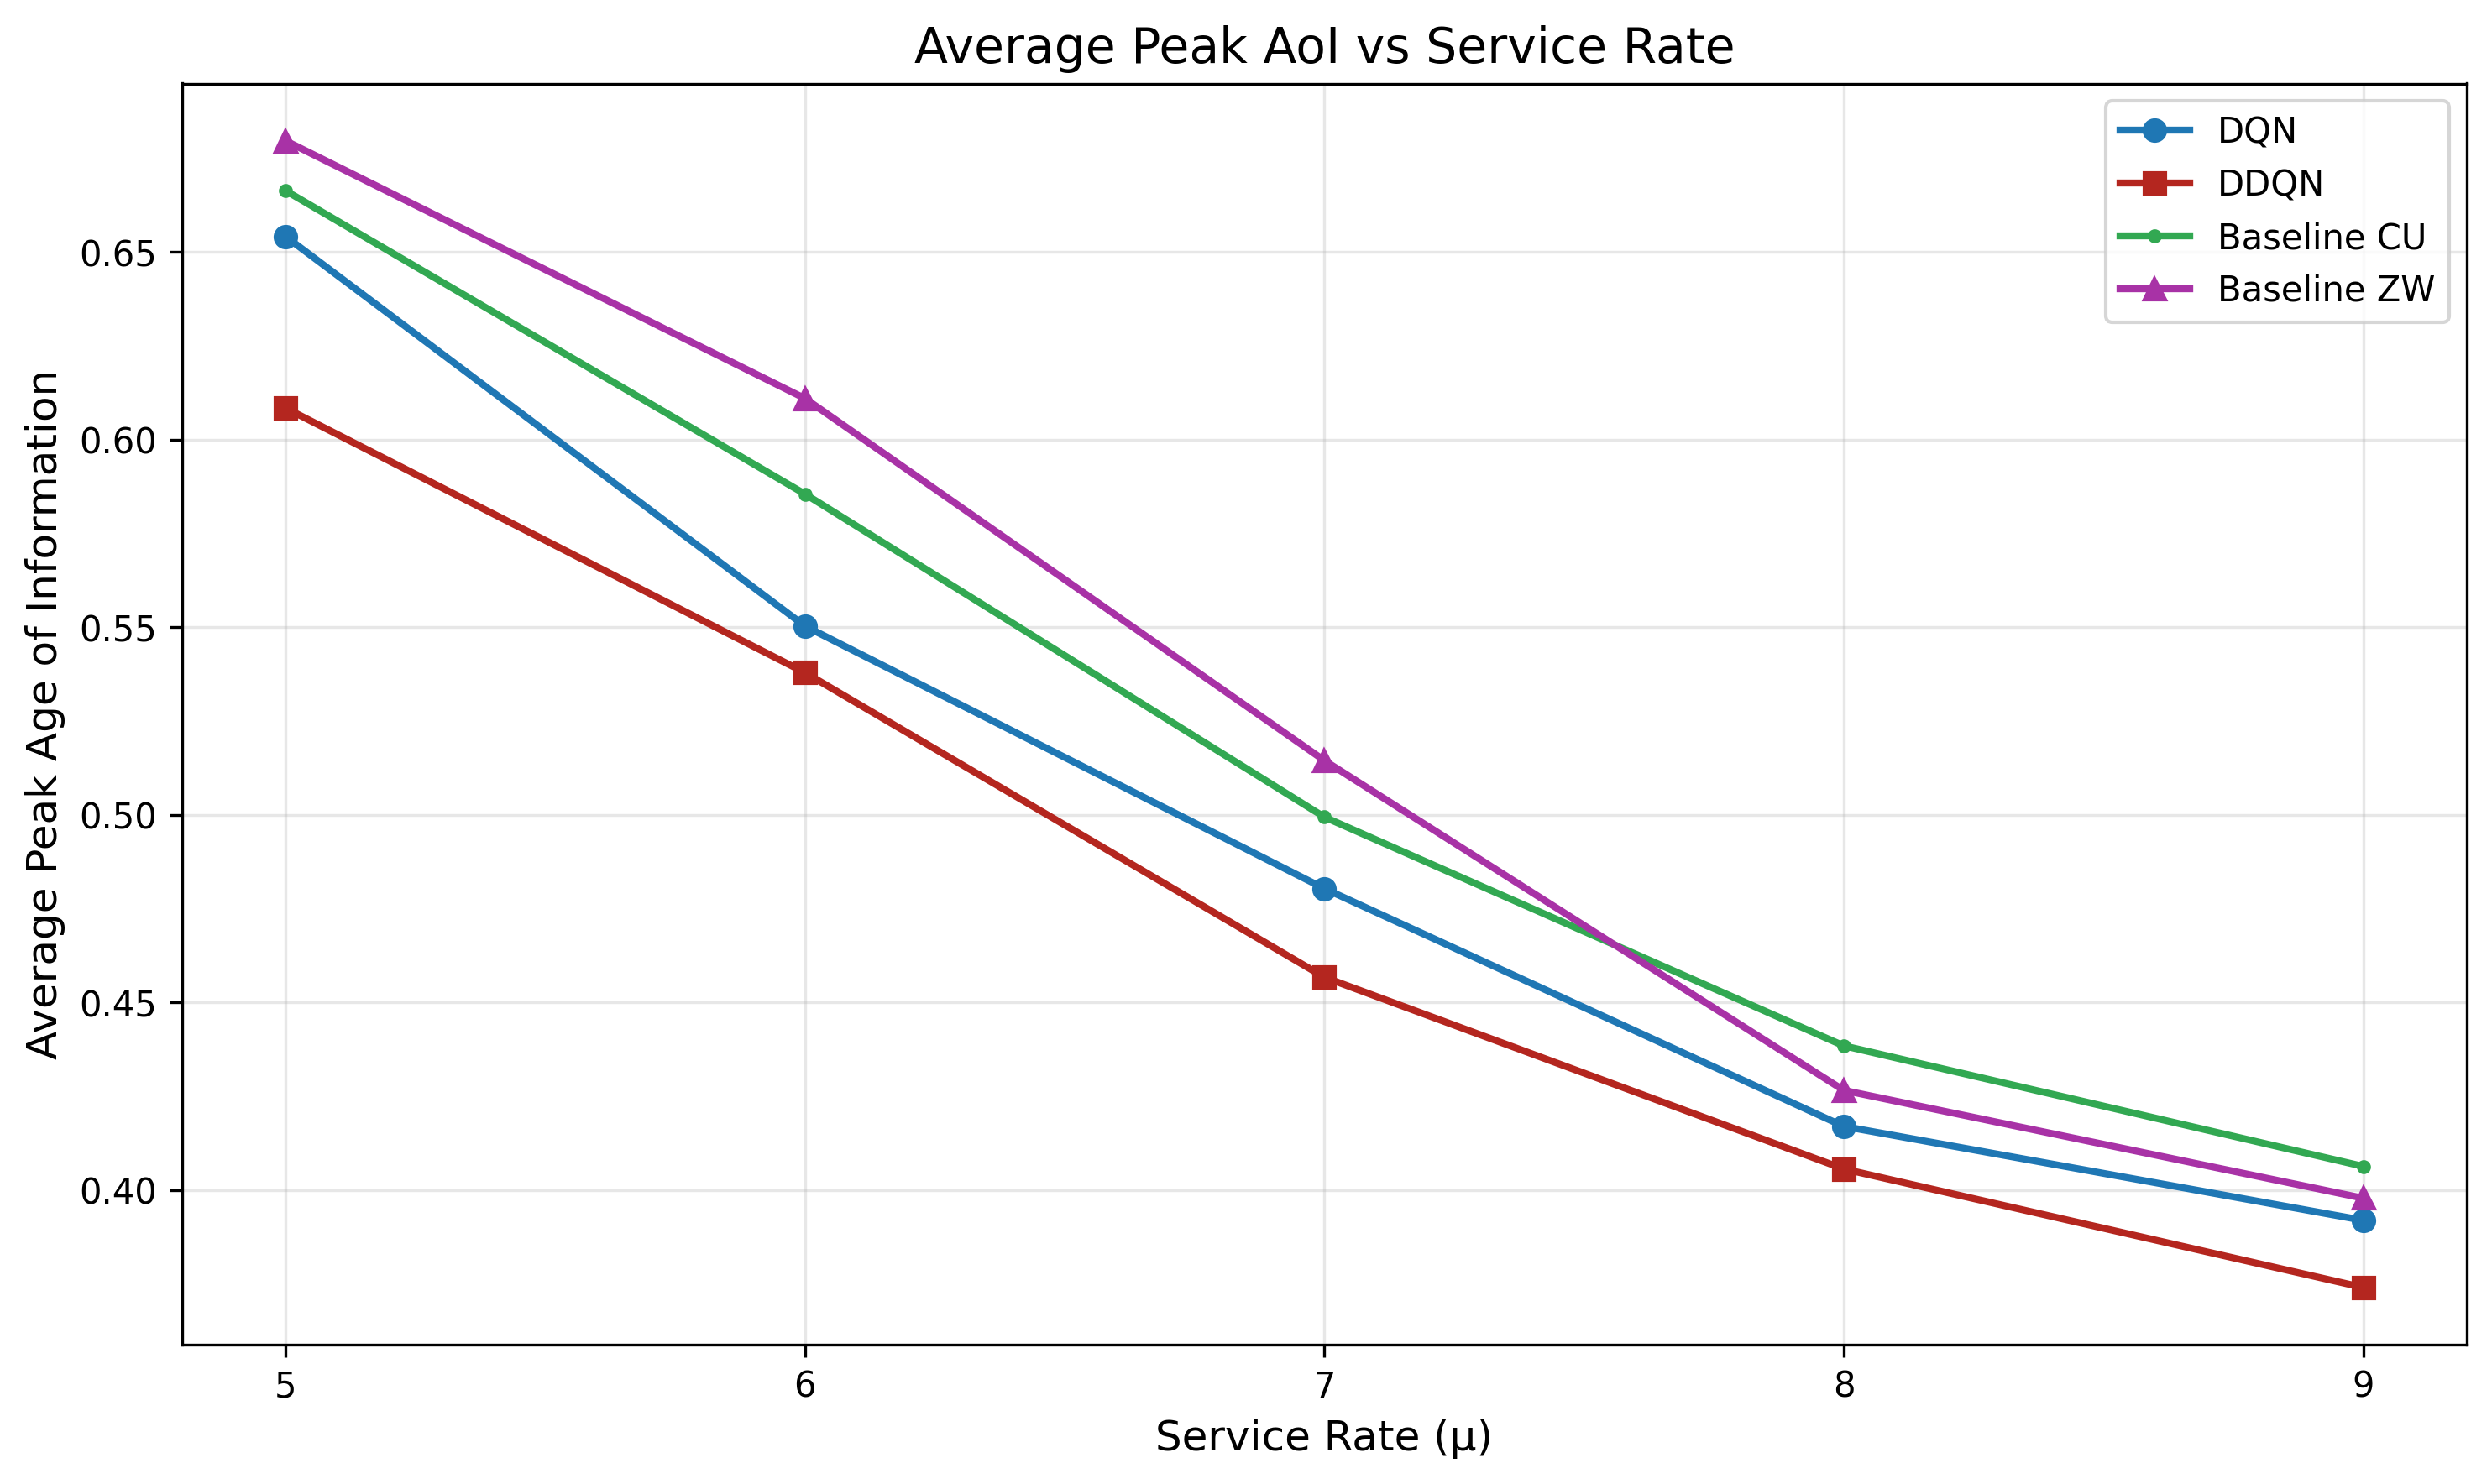 Average Peak AoI vs Service Rate
DQN
DDQN
Baseline CU
Baseline ZW
Average Peak Age of Information
0.65
0.60
0.55
0.50
0.45
0.40
5
6
7
8
9
Service Rate (μ)